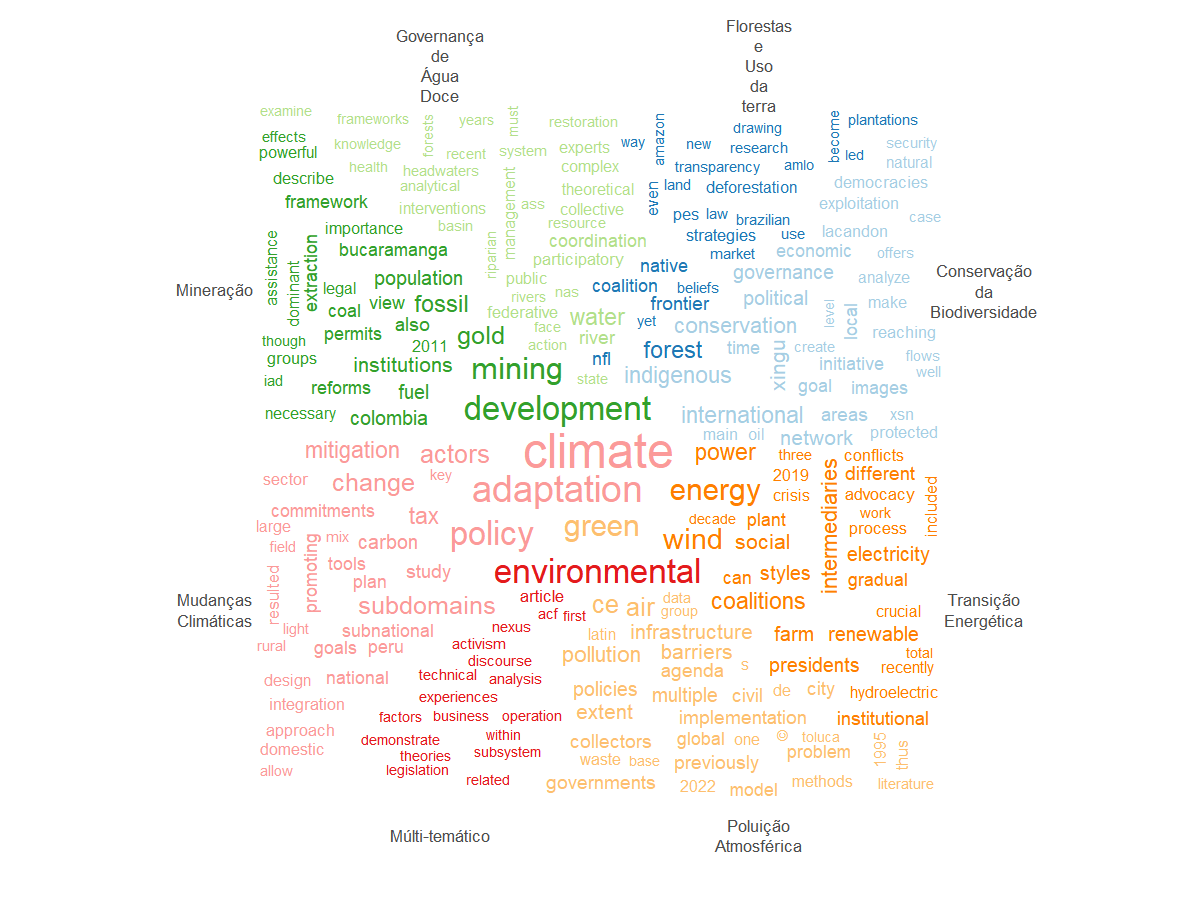 Governança
de
Água
Doce
Florestas
e
Uso
da
terra
examine
frameworks
forests
years
must
restoration
amazon
drawing
become
plantations
effects
powerful
knowledge
recent
system
experts
way
new
research
led
security
health
headwaters
complex
transparency
amlo
natural
describe
analytical
management
ass
theoretical
even
land
deforestation
democracies
framework
interventions
collective
pes
law
brazilian
exploitation
case
importance
basin
resource
strategies
use
lacandon
assistance
dominant
extraction
bucaramanga
riparian
coordination
participatory
market
economic
offers
Mineração
legal
population
public
native
coalition
beliefs
governance
analyze
Conservação
da
Biodiversidade
coal
view
fossil
rivers
nas
federative
frontier
political
level
local
make
though
permits
also
gold
face
water
yet
conservation
reaching
groups
2011
action
river
nfl
forest
time
xingu
create
flows
iad
institutions
mining
state
indigenous
initiative
well
reforms
fuel
goal
images
necessary
colombia
development
international
areas
xsn
main
oil
network
protected
mitigation
actors
climate
power
three
conflicts
sector
change
key
adaptation
energy
2019
crisis
intermediaries
different
advocacy
included
commitments
tax
decade
plant
work
large
policy
green
process
field
promoting
mix
carbon
wind
social
electricity
resulted
tools
plan
study
environmental
can
styles
gradual
Mudanças
Climáticas
subdomains
article
acf
first
ce
air
data
group
coalitions
crucial
Transição
Energética
light
subnational
nexus
latin
infrastructure
farm
renewable
rural
goals
peru
activism
discourse
pollution
barriers
agenda
s
presidents
total
recently
design
national
technical
analysis
policies
multiple
civil
de
city
hydroelectric
integration
experiences
extent
factors
business
operation
implementation
institutional
approach
domestic
demonstrate
within
collectors
global
one
©
toluca
1995
thus
theories
subsystem
waste
base
previously
problem
allow
legislation
related
governments
2022
model
methods
literature
Múlti-temático
Poluição
Atmosférica